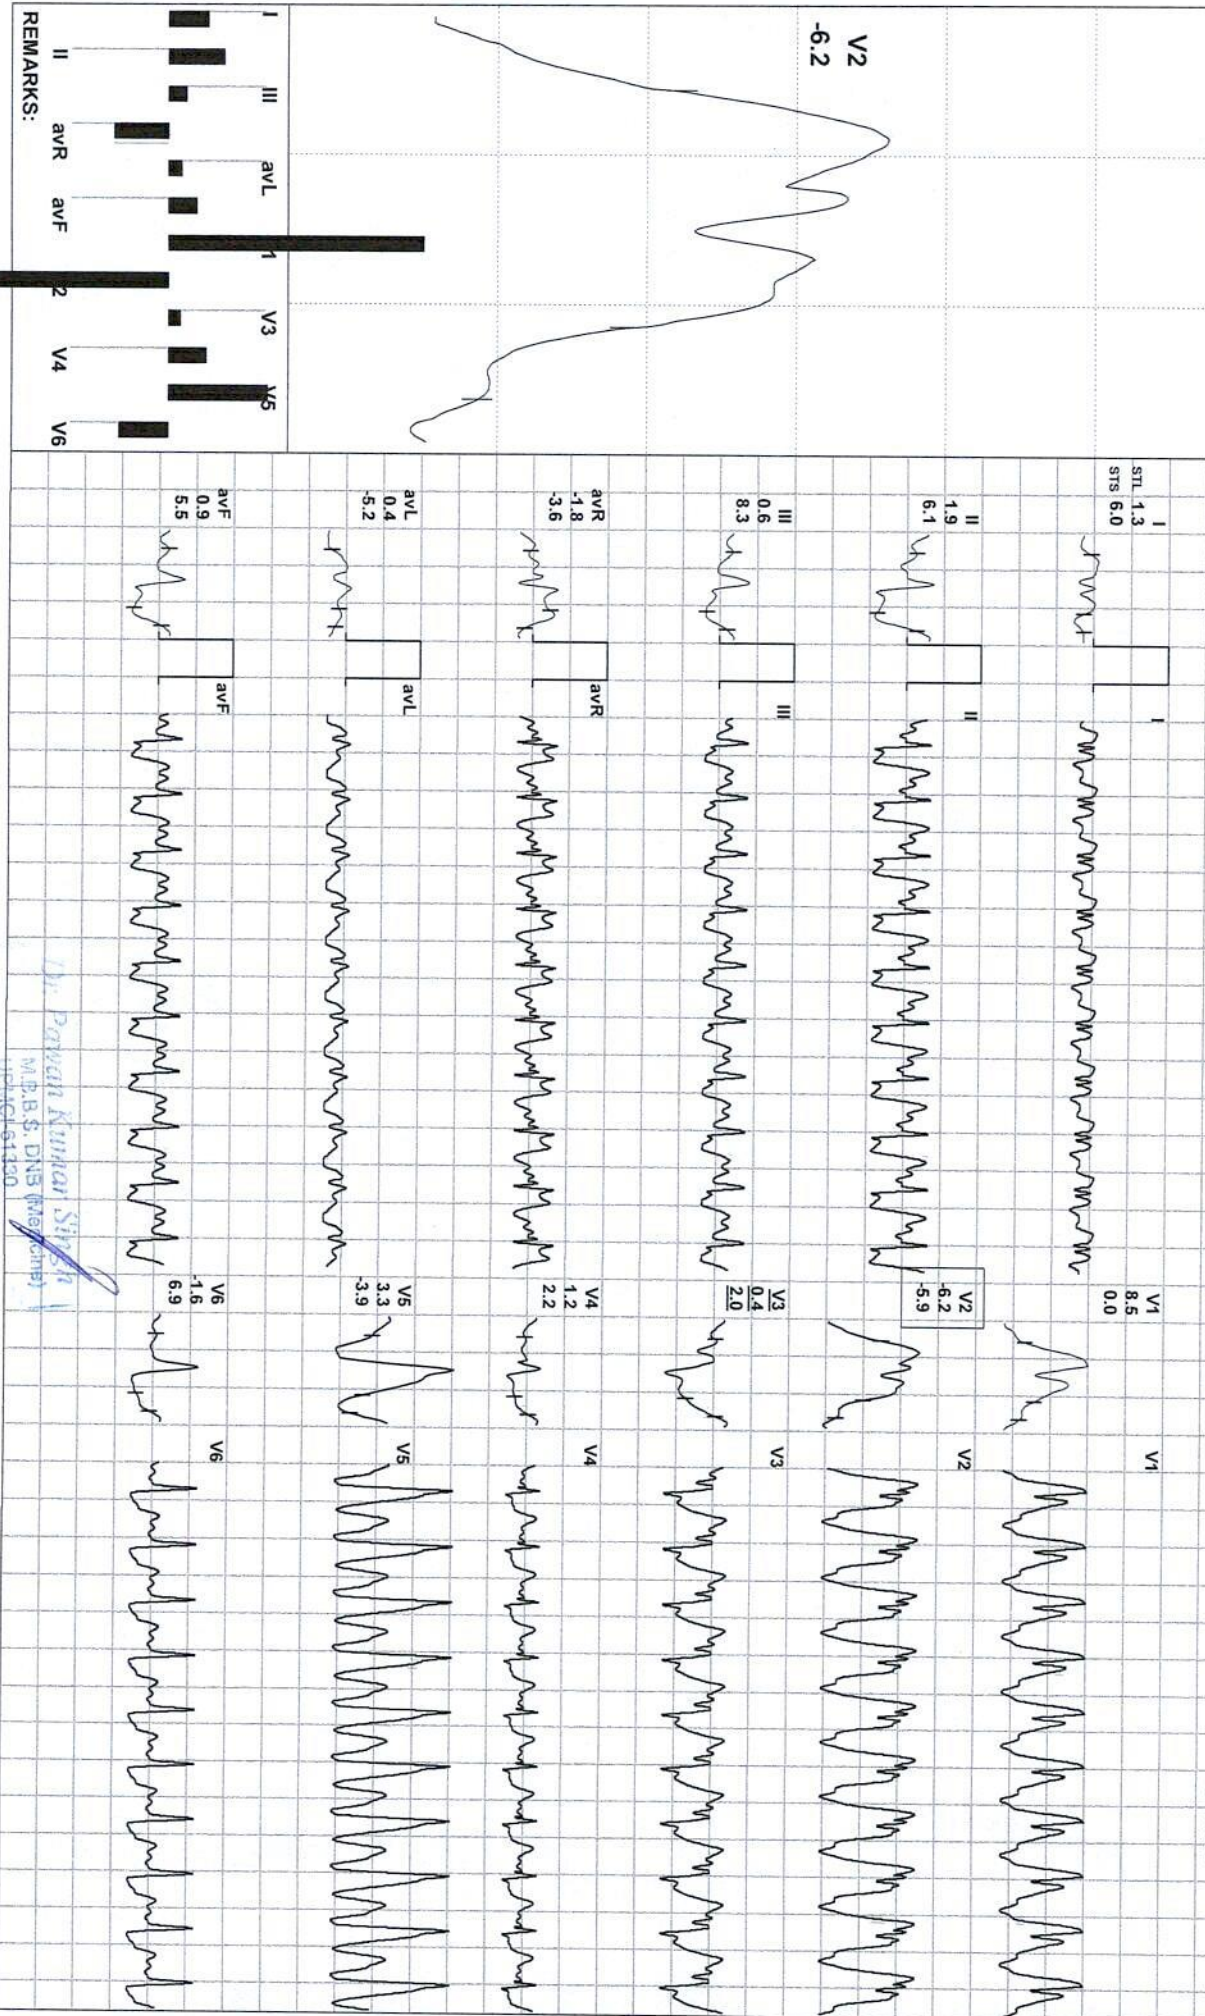 V2
-6.2
I
II
III
avR
avL
avF
1
2
V3
V4
V5
V6
REMARKS:
I
STL 1.3
STS 6.0
I
II
1.9
6.1
II
III
0.6
8.3
III
avR
-1.8
-3.6
avR
avL
0.4
-5.2
avL
avF
0.9
5.5
avF
V1
8.5
0.0
V1
V2
-6.2
-5.9
V2
V3
0.4
2.0
V3
V4
1.2
2.2
V4
V5
3.3
-3.9
V5
V6
-1.6
6.9
V6
Dr. Pawan Kumar Singh
M.B.B.S. DNB (Medicine)